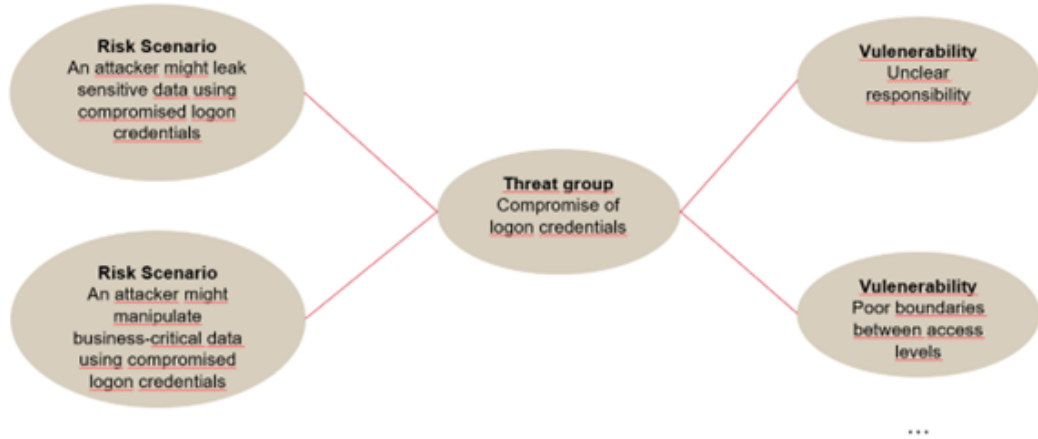 Risk Scenario
An attacker might leak
sensitive data using
compromised logon
credentials
Risk Scenario
An attacker might
manipulate
business-critical data
using compromised
logon credentials
Threat group
Compromise of
logon credentials
Vulenerability
Unclear
responsibility
Vulenerability
Poor boundaries
between access
levels
...